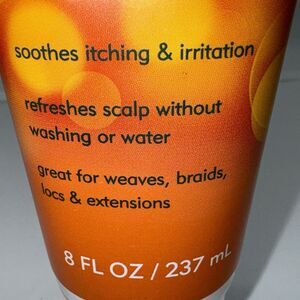 soothes itching & irritation
refreshes scalp without
washing or water
great for weaves, braids,
locs & extensions
8 FL OZ / 237 mL